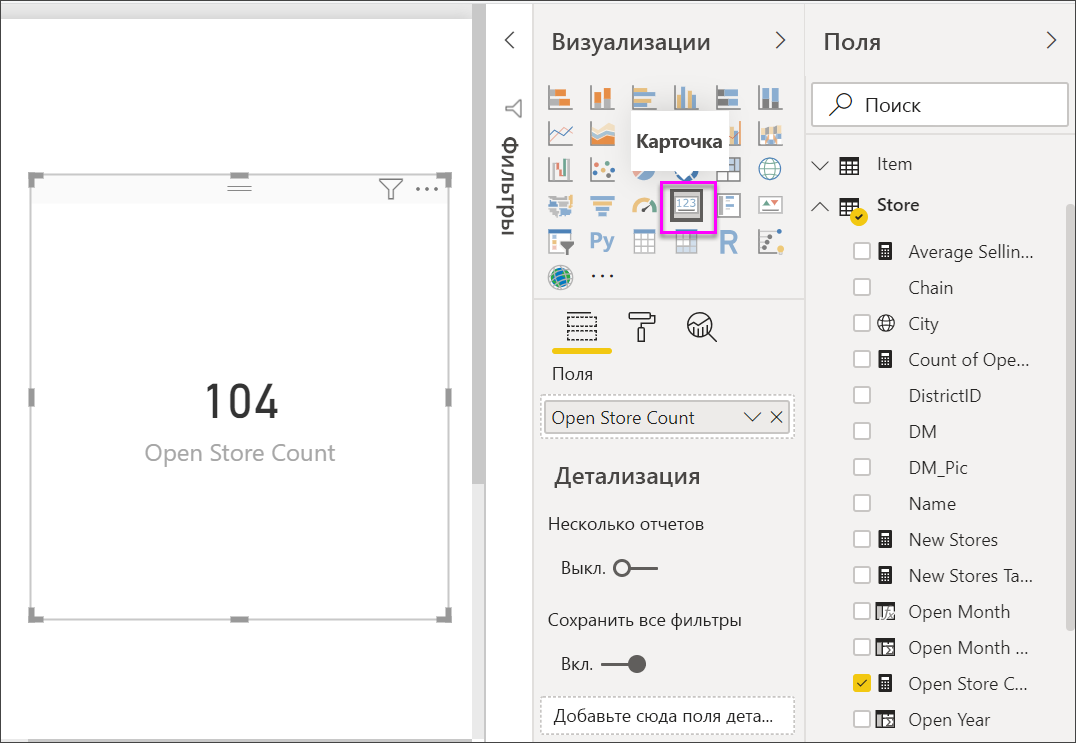 104
Open Store Count
Фильтры
Визуализации
Карточка
123
Py
R
Поля
Open Store Count
Детализация
Несколько отчетов
Выкл.
Сохранить все фильтры
Вкл.
Добавьте сюда поля дета...
Поля
Поиск
Item
Store
Average Sellin...
Chain
City
Count of Ope...
DistrictID
DM
DM_Pic
Name
New Stores
New Stores Ta...
Open Month
Open Month ...
Open Store C...
Open Year